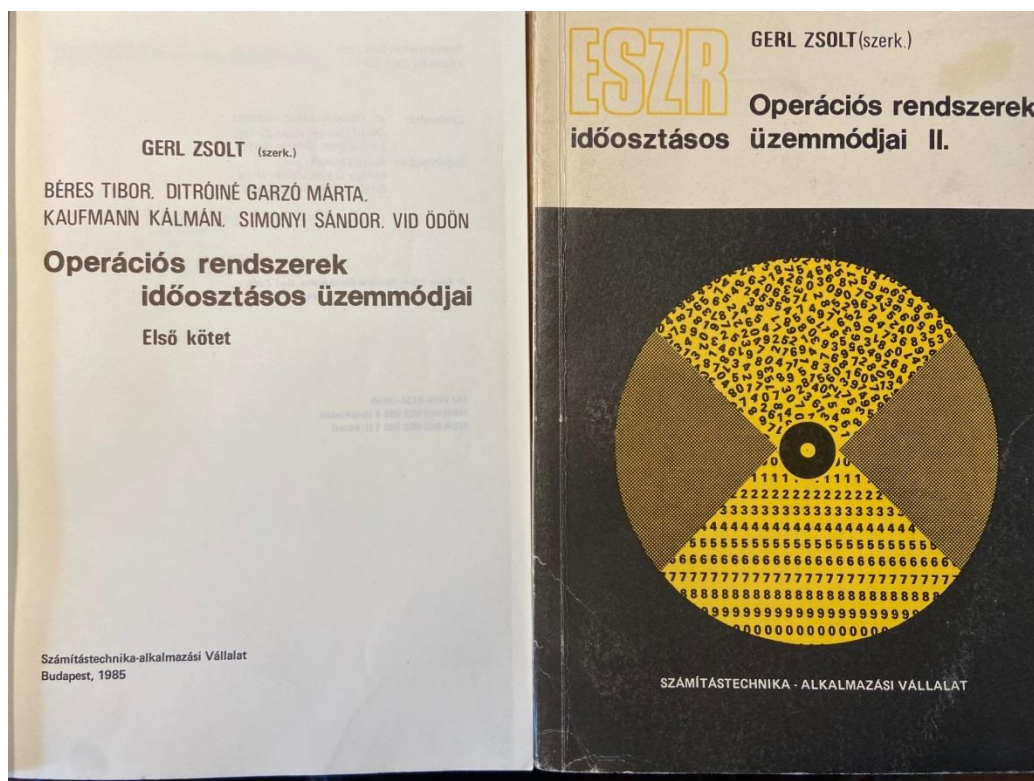 GERL ZSOLT (szerk.)
BÉRES TIBOR. DITRÓINÉ GARZÓ MÁRTA.
KAUFMANN KÁLMÁN. SIMONYI SÁNDOR. VID ÖDÖN
Operációs rendszerek
időosztásos üzemmódjai
Első kötet
Számítástechnika-alkalmazási Vállalat
Budapest, 1985
ESZR
GERL ZSOLT (szerk.)
Operációs rendszerek
időosztásos üzemmódjai II.
SZÁMÍTÁSTECHNIKA - ALKALMAZÁSI VÁLLALAT